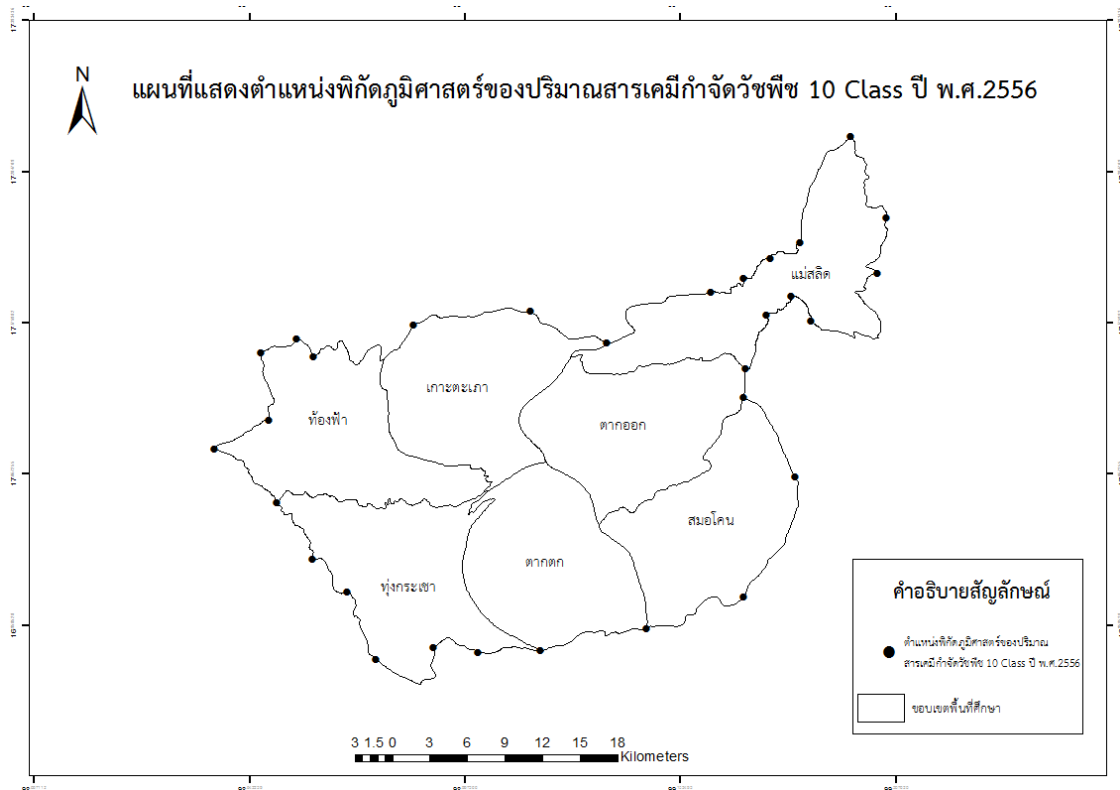 แผนที่แสดงตำแหน่งพิกัดภูมิศาสตร์ของปริมาณสารเคมีกำจัดวัชพืช 10 Class ปี พ.ศ.2556
N
แม่สลิด
เกาะตะเภา
ท้องฟ้า
ตากออก
สมอโคน
ตากตก
ทุ่งกระเชา
คำอธิบายสัญลักษณ์
ตำแหน่งพิกัดภูมิศาสตร์ของปริมาณ
สารเคมีกำจัดวัชพืช 10 Class ปี พ.ศ.2556
ขอบเขตพื้นที่ศึกษา
3 1.5 0 3 6 9 12 15 18
Kilometers